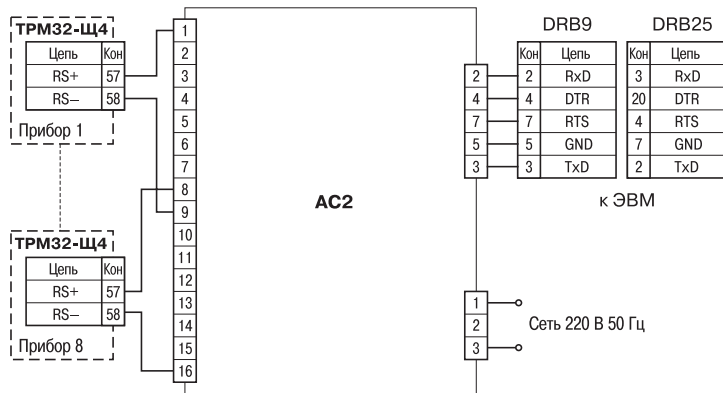 ТРМ32-Щ4
Цепь Кон
RS+ 57
RS– 58
Прибор 1
ТРМ32-Щ4
Цепь Кон
RS+ 57
RS– 58
Прибор 8
1
2
3
4
5
6
7
8
9
10
11
12
13
14
15
16
АС2
2
4
7
5
3
DRB9
Кон Цепь
2 RxD
4 DTR
7 RTS
5 GND
3 TxD
DRB25
Кон Цепь
3 RxD
20 DTR
4 RTS
7 GND
2 TxD
к ЭВМ
1
2
3
Сеть 220 В 50 Гц